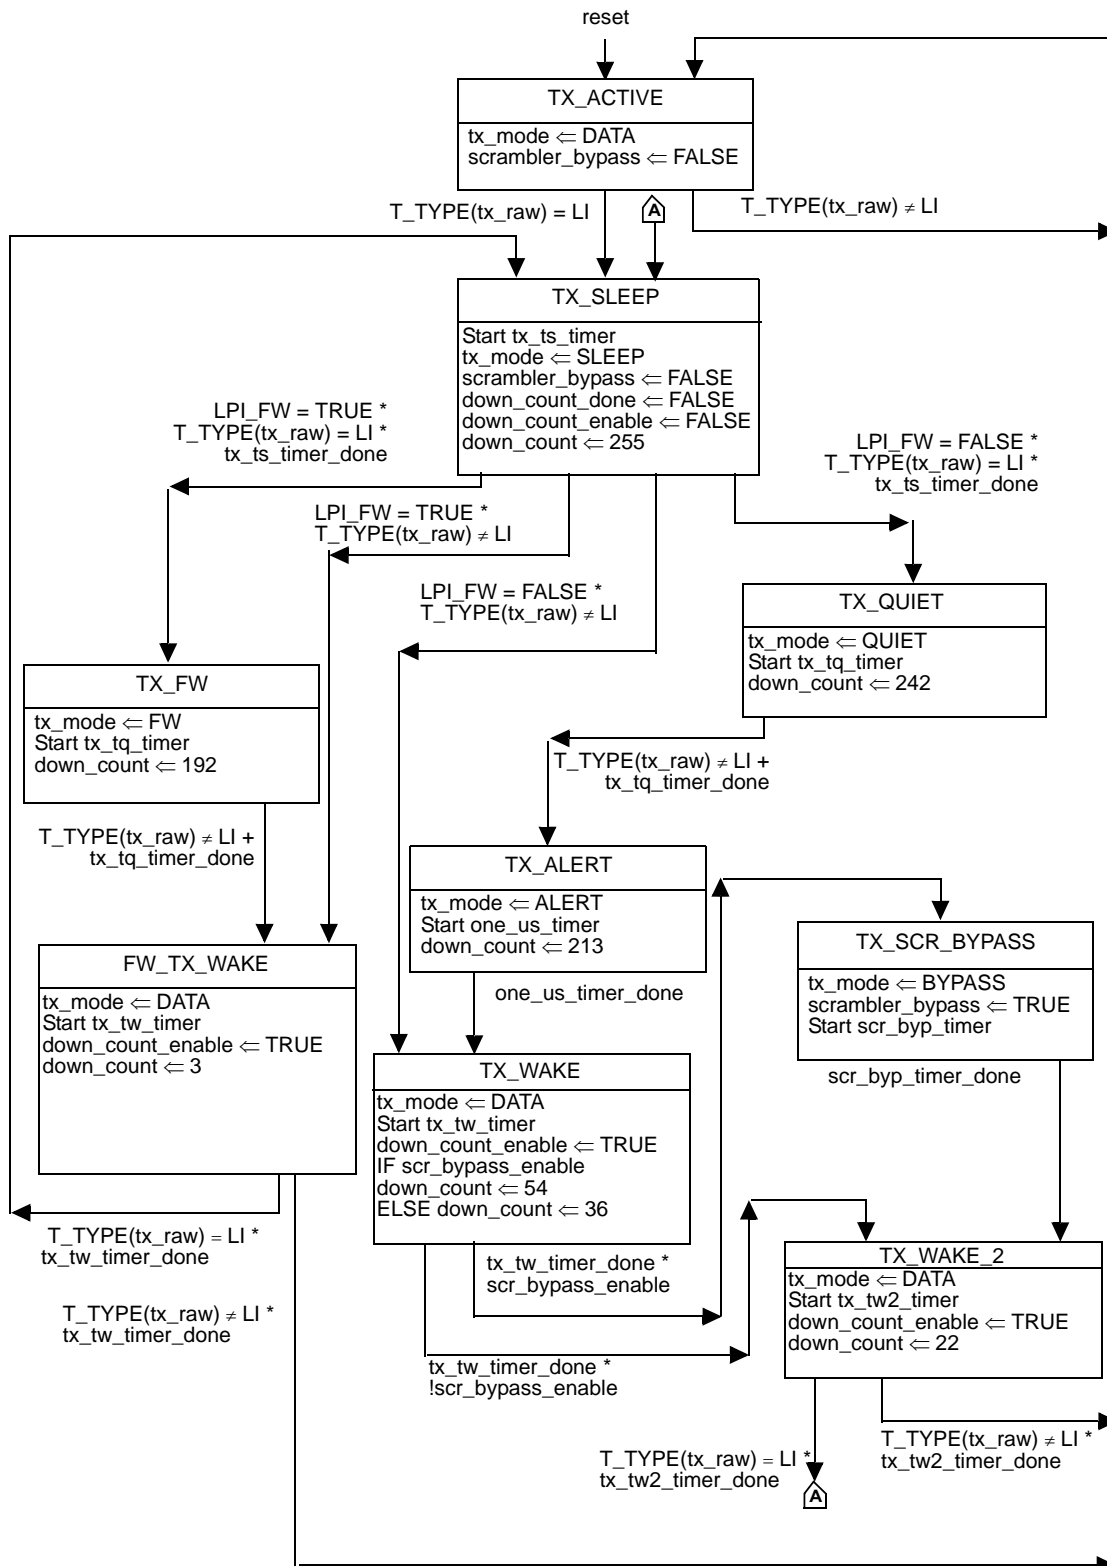 reset
TX_ACTIVE
tx_mode ⇐ DATA
scrambler_bypass ⇐ FALSE
T_TYPE(tx_raw) = LI
A
T_TYPE(tx_raw) ≠ LI
TX_SLEEP
Start tx_ts_timer
tx_mode ⇐ SLEEP
scrambler_bypass ⇐ FALSE
down_count_done ⇐ FALSE
down_count_enable ⇐ FALSE
down_count ⇐ 255
LPI_FW = TRUE *
T_TYPE(tx_raw) = LI *
tx_ts_timer_done
LPI_FW = FALSE *
T_TYPE(tx_raw) = LI *
tx_ts_timer_done
LPI_FW = TRUE *
T_TYPE(tx_raw) ≠ LI
LPI_FW = FALSE *
T_TYPE(tx_raw) ≠ LI
TX_QUIET
tx_mode ⇐ QUIET
Start tx_tq_timer
down_count ⇐ 242
TX_FW
tx_mode ⇐ FW
Start tx_tq_timer
down_count ⇐ 192
T_TYPE(tx_raw) ≠ LI +
tx_tq_timer_done
T_TYPE(tx_raw) ≠ LI +
tx_tq_timer_done
TX_ALERT
tx_mode ⇐ ALERT
Start one_us_timer
down_count ⇐ 213
one_us_timer_done
TX_SCR_BYPASS
tx_mode ⇐ BYPASS
scrambler_bypass ⇐ TRUE
Start scr_byp_timer
scr_byp_timer_done
FW_TX_WAKE
tx_mode ⇐ DATA
Start tx_tw_timer
down_count_enable ⇐ TRUE
down_count ⇐ 3
TX_WAKE
tx_mode ⇐ DATA
Start tx_tw_timer
down_count_enable ⇐ TRUE
IF scr_bypass_enable
down_count ⇐ 54
ELSE down_count ⇐ 36
T_TYPE(tx_raw) = LI *
tx_tw_timer_done
tx_tw_timer_done *
scr_bypass_enable
TX_WAKE_2
tx_mode ⇐ DATA
Start tx_tw2_timer
down_count_enable ⇐ TRUE
down_count ⇐ 22
T_TYPE(tx_raw) ≠ LI *
tx_tw_timer_done
tx_tw_timer_done *
!scr_bypass_enable
T_TYPE(tx_raw) = LI *
tx_tw2_timer_done
A
T_TYPE(tx_raw) ≠ LI *
tx_tw2_timer_done